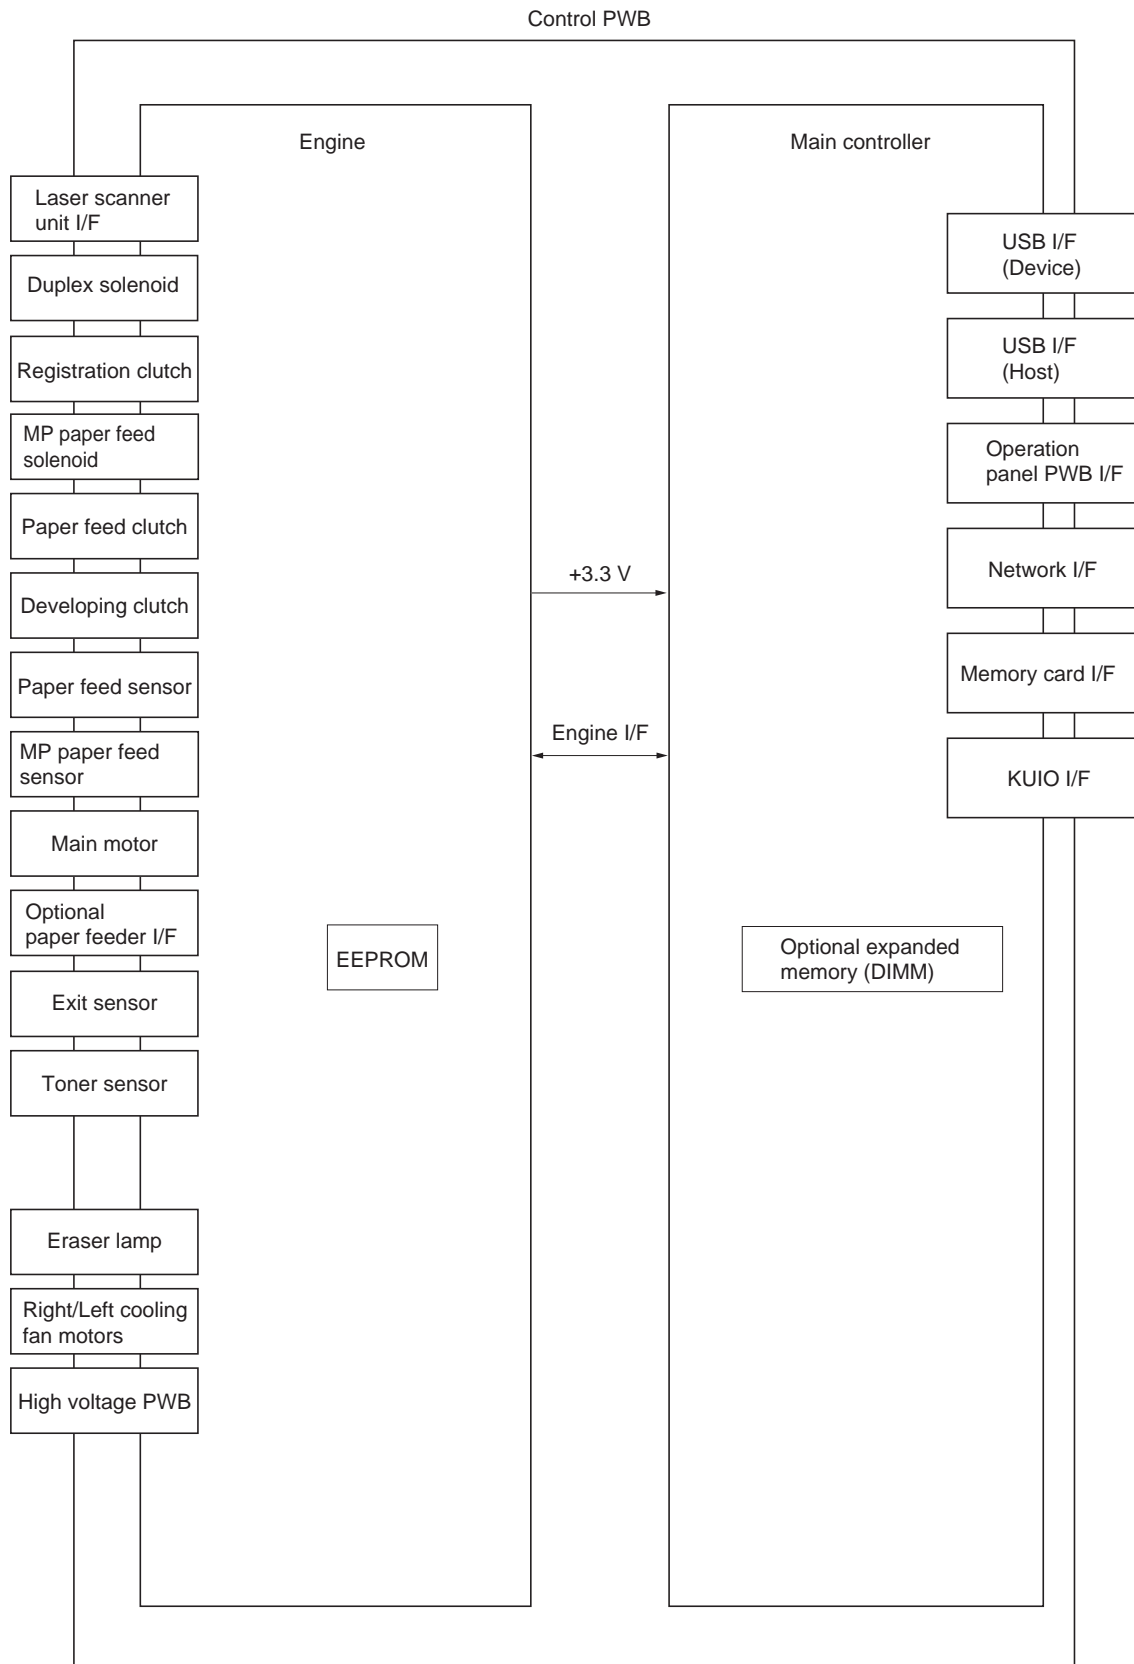 Control PWB
Engine
Laser scanner
unit I/F
Duplex solenoid
Registration clutch
MP paper feed
solenoid
Paper feed clutch
Developing clutch
Paper feed sensor
MP paper feed
sensor
Main motor
Optional
paper feeder I/F
Exit sensor
Toner sensor
Eraser lamp
Right/Left cooling
fan motors
High voltage PWB
EEPROM
+3.3 V
Engine I/F
Main controller
USB I/F
(Device)
USB I/F
(Host)
Operation
panel PWB I/F
Network I/F
Memory card I/F
KUIO I/F
Optional expanded
memory (DIMM)